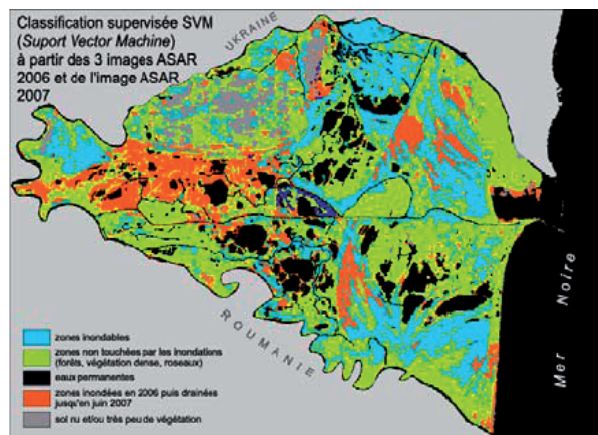 Classification supervisée SVM
(Suport Vector Machine)
à partir des 3 images ASAR
2006 et de l'image ASAR
2007
UKRAINE
ROUMANIE
Mer Noire
zones inondables
zones non touchées par les inondations
(forêts, végétation dense, roseaux)
eaux permanentes
zones inondées en 2006 puis drainées
jusqu'en juin 2007
sol nu et/ou très peu de végétation